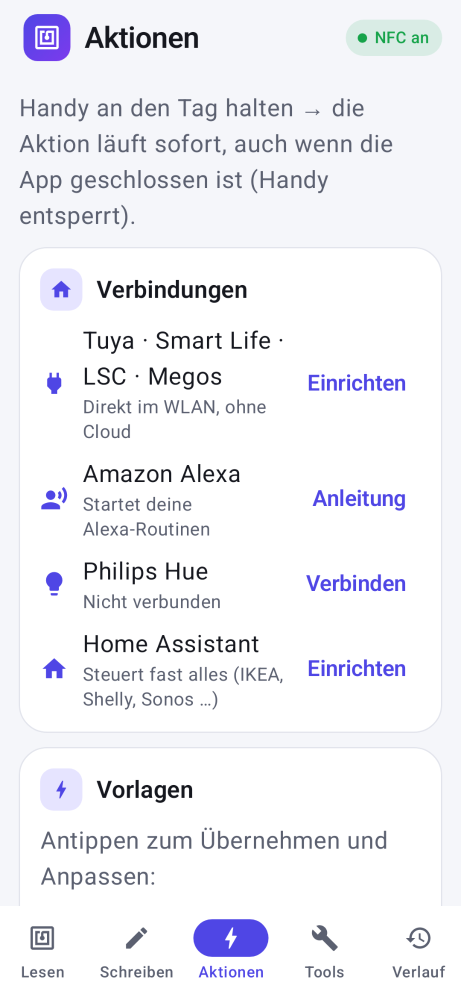 Aktionen
NFC an
Handy an den Tag halten → die
Aktion läuft sofort, auch wenn die
App geschlossen ist (Handy
entsperrt).
Verbindungen
Tuya · Smart Life ·
LSC · Megos
Direkt im WLAN, ohne
Cloud
Einrichten
Amazon Alexa
Startet deine
Alexa-Routinen
Anleitung
Philips Hue
Nicht verbunden
Verbinden
Home Assistant
Steuert fast alles (IKEA,
Shelly, Sonos …)
Einrichten
Vorlagen
Antippen zum Übernehmen und
Anpassen:
Lesen
Schreiben
Aktionen
Tools
Verlauf